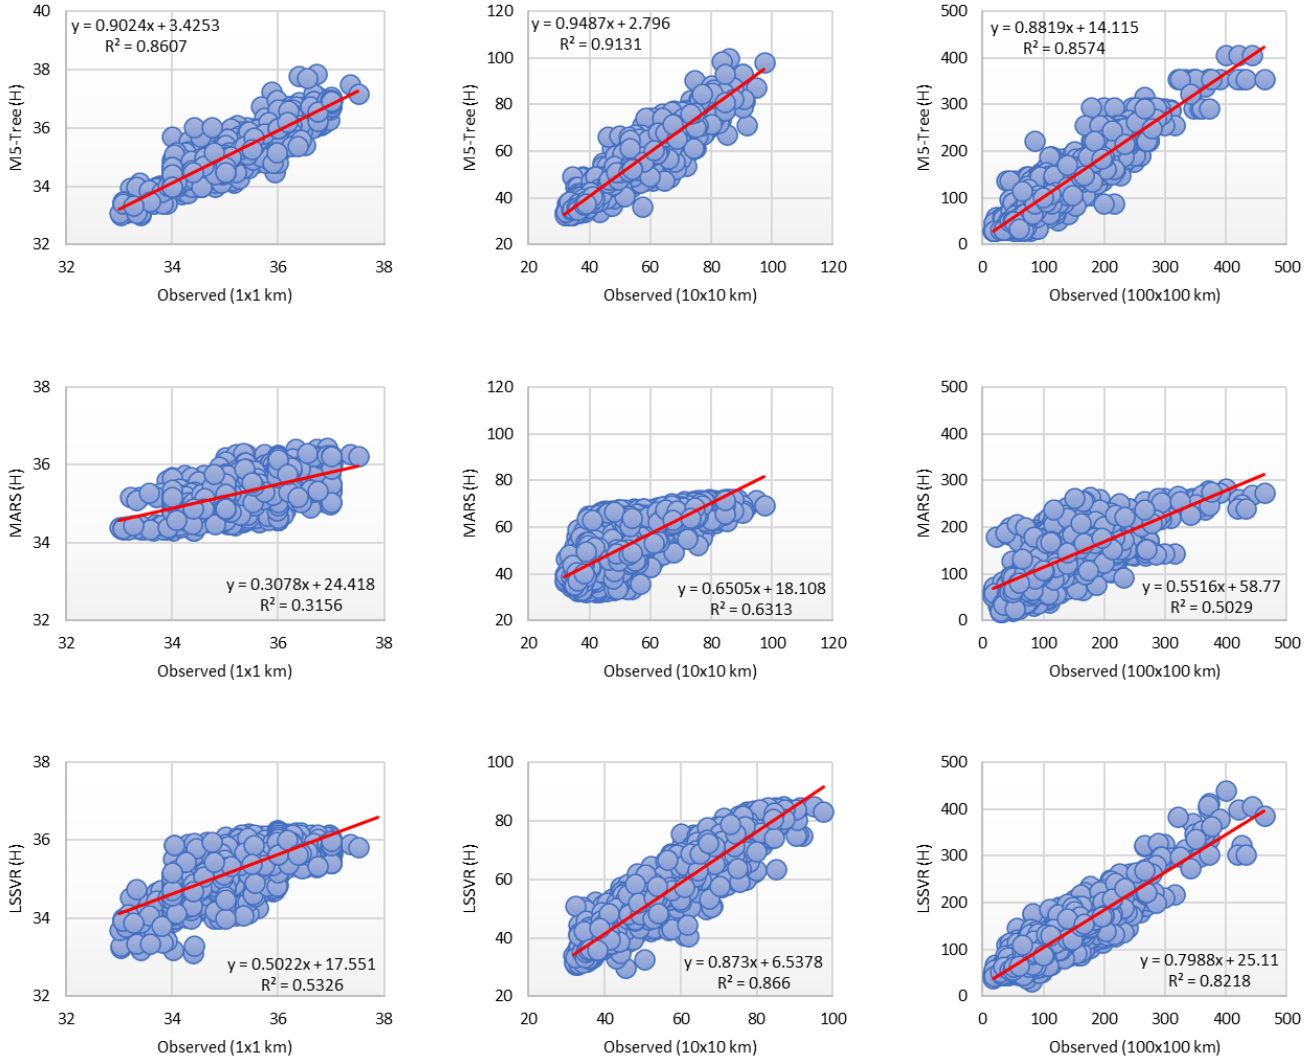 y = 0.9024x + 3.4253
R² = 0.8607
M5-Tree (H)
40
38
36
34
32
32 34 36 38
Observed (1x1 km)
y = 0.9487x + 2.796
R² = 0.9131
M5-Tree (H)
120
100
80
60
40
20
20 40 60 80 100 120
Observed (10x10 km)
y = 0.8819x + 14.115
R² = 0.8574
M5-Tree (H)
500
400
300
200
100
0
0 100 200 300 400 500
Observed (100x100 km)
MARS (H)
38
36
34
32
y = 0.3078x + 24.418
R² = 0.3156
32 34 36 38
Observed (1x1 km)
MARS (H)
120
100
80
60
40
20
y = 0.6505x + 18.108
R² = 0.6313
20 40 60 80 100 120
Observed (10x10 km)
MARS (H)
500
400
300
200
100
0
y = 0.5516x + 58.77
R² = 0.5029
0 100 200 300 400 500
Observed (100x100 km)
LSSVR (H)
38
36
34
32
y = 0.5022x + 17.551
R² = 0.5326
32 34 36 38
Observed (1x1 km)
LSSVR (H)
100
80
60
40
20
y = 0.873x + 6.5378
R² = 0.866
20 40 60 80 100
Observed (10x10 km)
LSSVR (H)
500
400
300
200
100
0
y = 0.7988x + 25.11
R² = 0.8218
0 100 200 300 400 500
Observed (100x100 km)